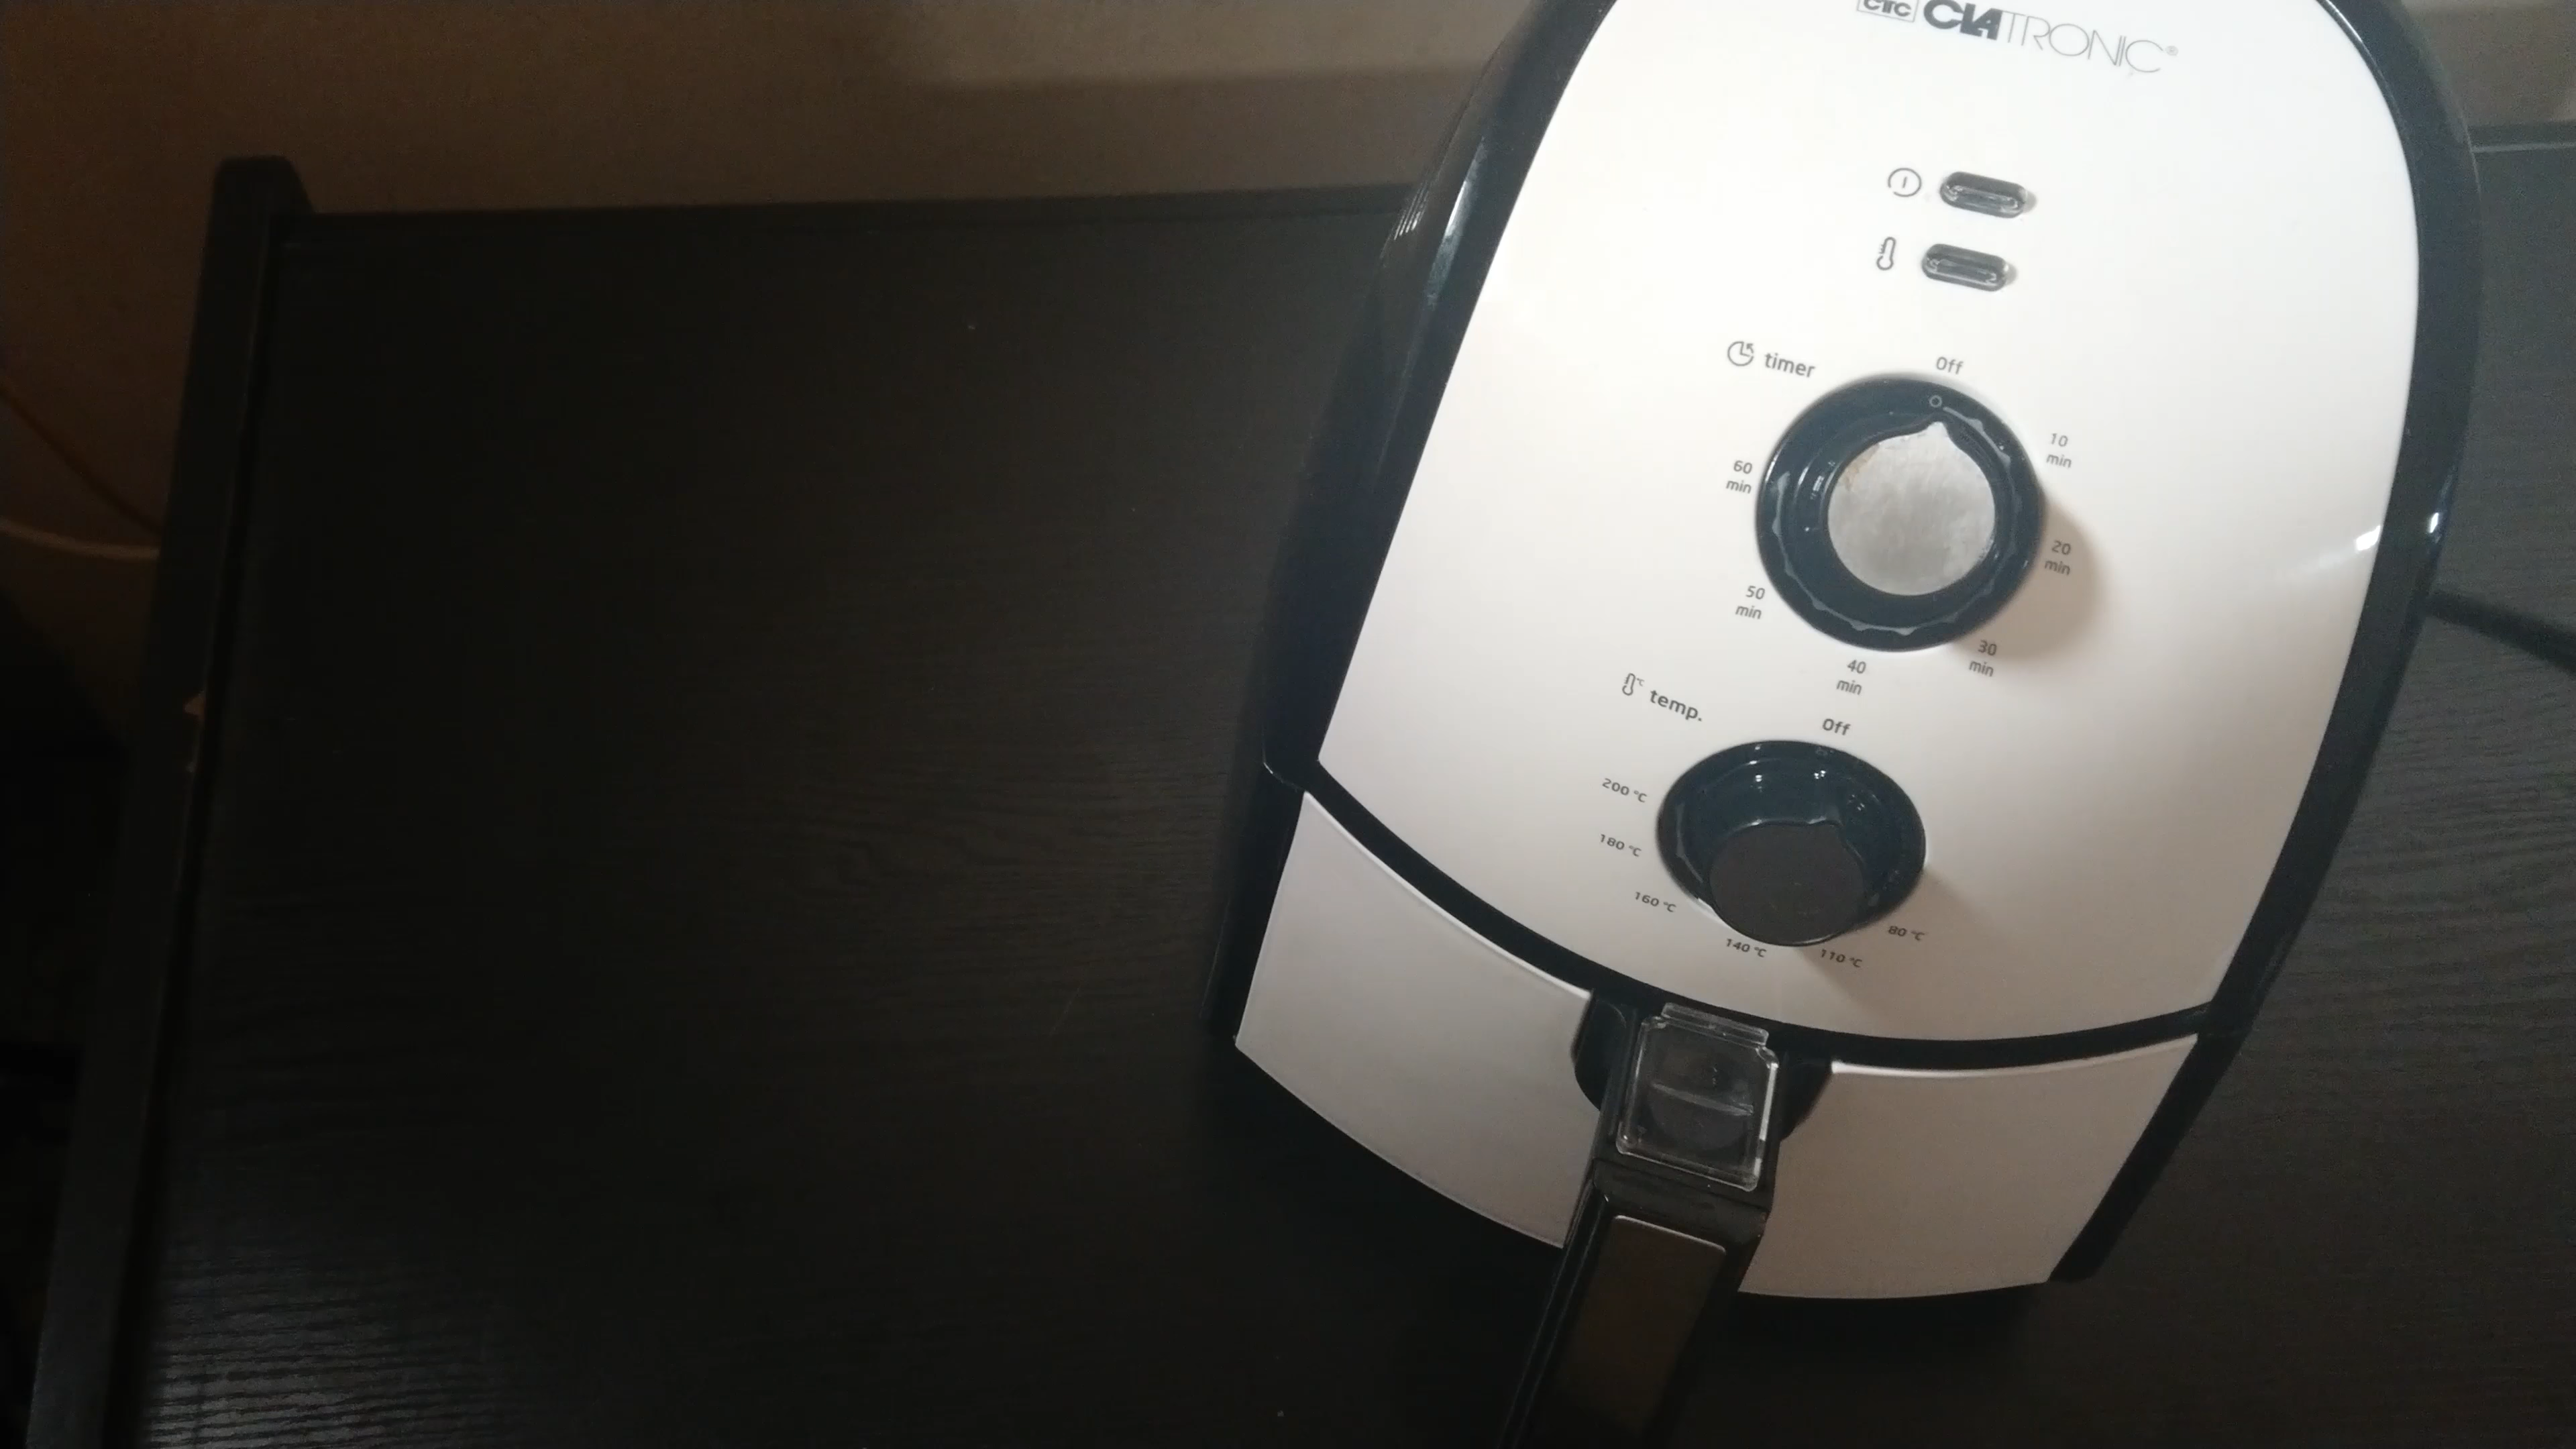 CTC CLATRONIC®
timer
Off
10
min
60
min
20
min
50
min
30
min
40
min
°C temp.
Off
200 °C
180 °C
160 °C
80 °C
140 °C
110 °C